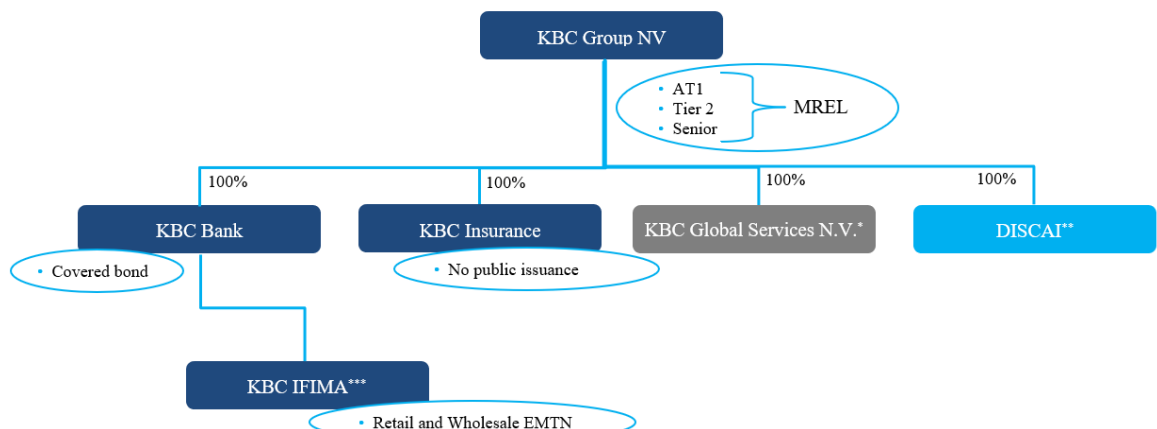 KBC Group NV
• AT1
• Tier 2
• Senior
MREL
100%
100%
100%
100%
KBC Bank
KBC Insurance
KBC Global Services N.V.*
DISCAI**
• Covered bond
• No public issuance
KBC IFIMA***
• Retail and Wholesale EMTN